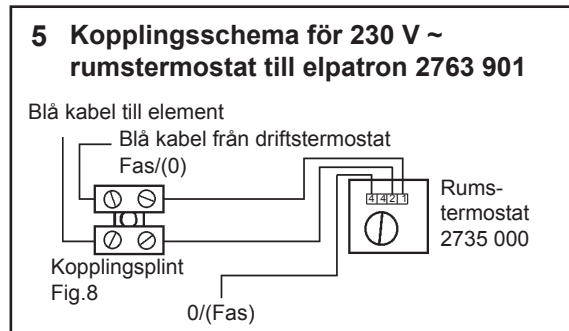 5 Kopplingsschema för 230 V ~
rumstermostat till elpatron 2763 901
Blå kabel till element
Blå kabel från driftstermostat
Fas/(0)
4 4 2 1
Rums-
termostat
2735 000
Kopplingsplint
Fig.8
0/(Fas)